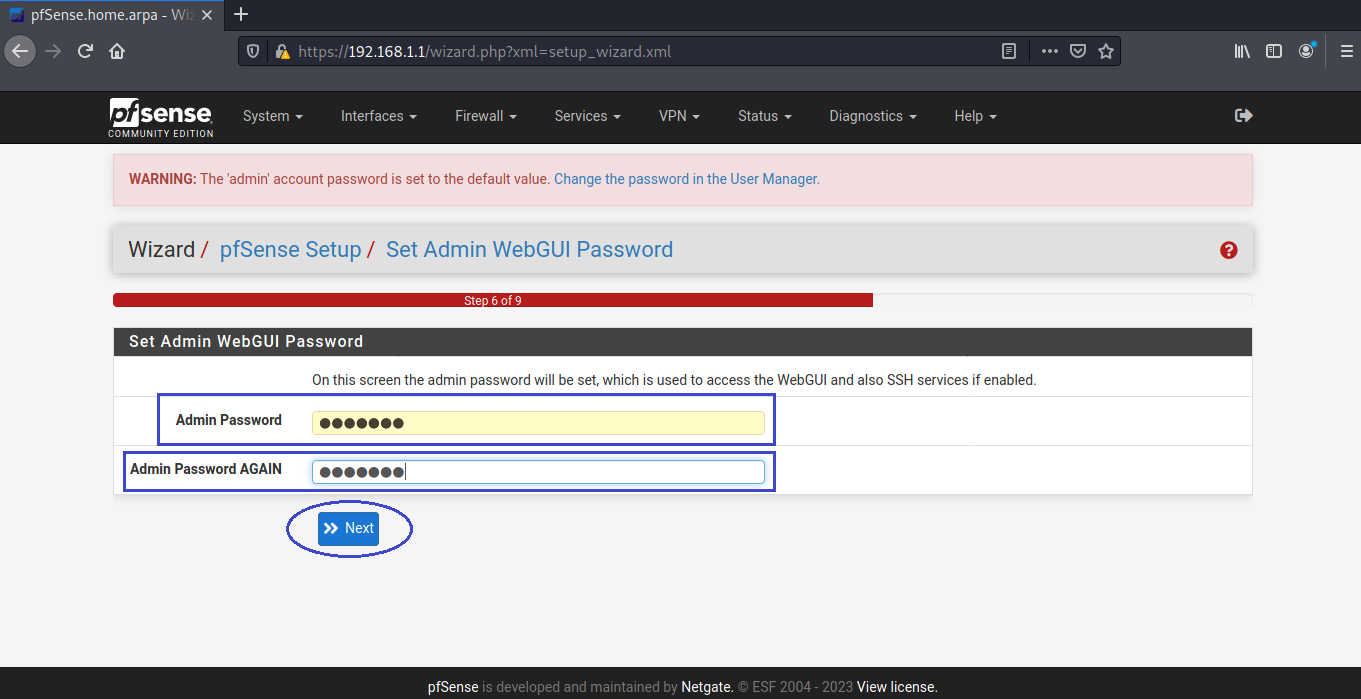 pfSense.home.arpa - Wiz
https://192.168.1.1/wizard.php?xml=setup_wizard.xml
pfsense
COMMUNITY EDITION
System Interfaces Firewall Services VPN Status Diagnostics Help
WARNING: The 'admin' account password is set to the default value. Change the password in the User Manager.
Wizard / pfSense Setup / Set Admin WebGUI Password
Step 6 of 9
Set Admin WebGUI Password
On this screen the admin password will be set, which is used to access the WebGUI and also SSH services if enabled.
Admin Password
Admin Password AGAIN
Next
pfSense is developed and maintained by Netgate. © ESF 2004 - 2023 View license.